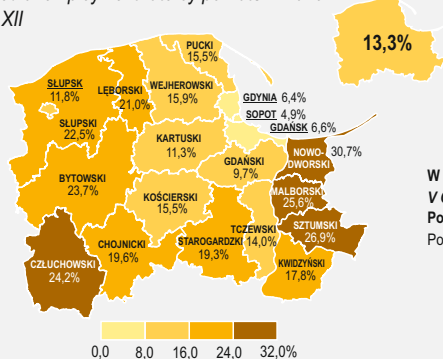 XII
13,3%
PUCKI
15,5%
SŁUPSK
11,8%
LĘBORSKI
21,0%
WEJHEROWSKI
15,9%
GDYNIA 6,4%
SOPOT 4,9%
GDAŃSK 6,6%
SŁUPSKI
22,5%
KARTUSKI
11,3%
GDAŃSKI
9,7%
NOWO-
DWORSKI
30,7%
BYTOWSKI
23,7%
MALBORSKI
25,6%
KOŚCIERSKI
15,5%
SZTUMSKI
26,9%
TCZEWSKI
14,0%
CHOJNICKI
19,6%
STAROGARDZKI
19,3%
CZŁUCHOWSKI
24,2%
KWIDZYŃSKI
17,8%
W
V
Po
Po
0,0 8,0 16,0 24,0 32,0%